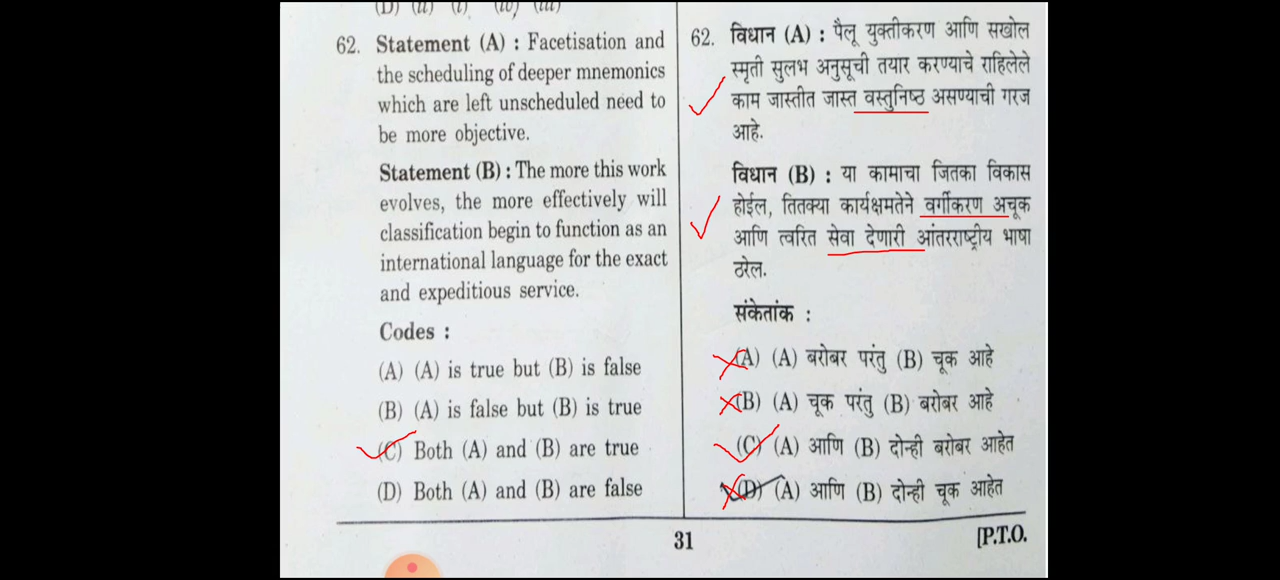 (D) (ii) (i) (iv) (iii)
62. Statement (A) : Facetisation and
the scheduling of deeper mnemonics
which are left unscheduled need to
be more objective.
Statement (B) : The more this work
evolves, the more effectively will
classification begin to function as an
international language for the exact
and expeditious service.
Codes :
(A) (A) is true but (B) is false
(B) (A) is false but (B) is true
(C) Both (A) and (B) are true
(D) Both (A) and (B) are false
62. विधान (A) : पैलू युक्तीकरण आणि सखोल
स्मृती सुलभ अनुसूची तयार करण्याचे राहिलेले
काम जास्तीत जास्त वस्तुनिष्ठ असण्याची गरज
आहे.
विधान (B) : या कामाचा जितका विकास
होईल, तितक्या कार्यक्षमतेने वर्गीकरण अचूक
आणि त्वरित सेवा देणारी आंतरराष्ट्रीय भाषा
ठरेल.
संकेतांक :
(A) (A) बरोबर परंतु (B) चूक आहे
(B) (A) चूक परंतु (B) बरोबर आहे
(C) (A) आणि (B) दोन्ही बरोबर आहेत
(D) (A) आणि (B) दोन्ही चूक आहेत
31
[P.T.O.